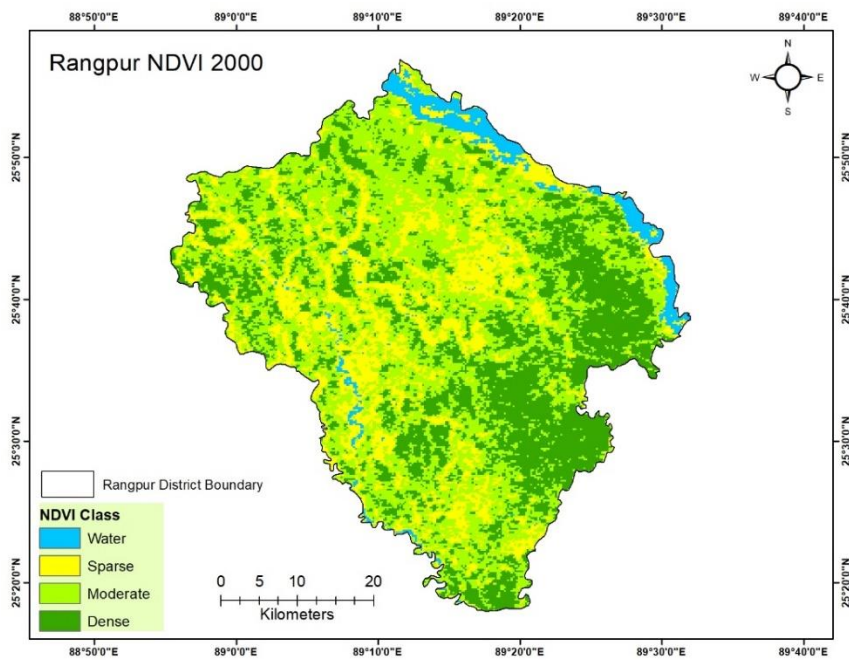 88°50'0"E 89°0'0"E 89°10'0"E 89°20'0"E 89°30'0"E 89°40'0"E
Rangpur NDVI 2000
N
W E
S
25°50'0"N 25°50'0"N
25°40'0"N 25°40'0"N
25°30'0"N 25°30'0"N
25°20'0"N 25°20'0"N
Rangpur District Boundary
NDVI Class
Water
Sparse
Moderate
Dense
0 5 10 20
Kilometers
88°50'0"E 89°0'0"E 89°10'0"E 89°20'0"E 89°30'0"E 89°40'0"E